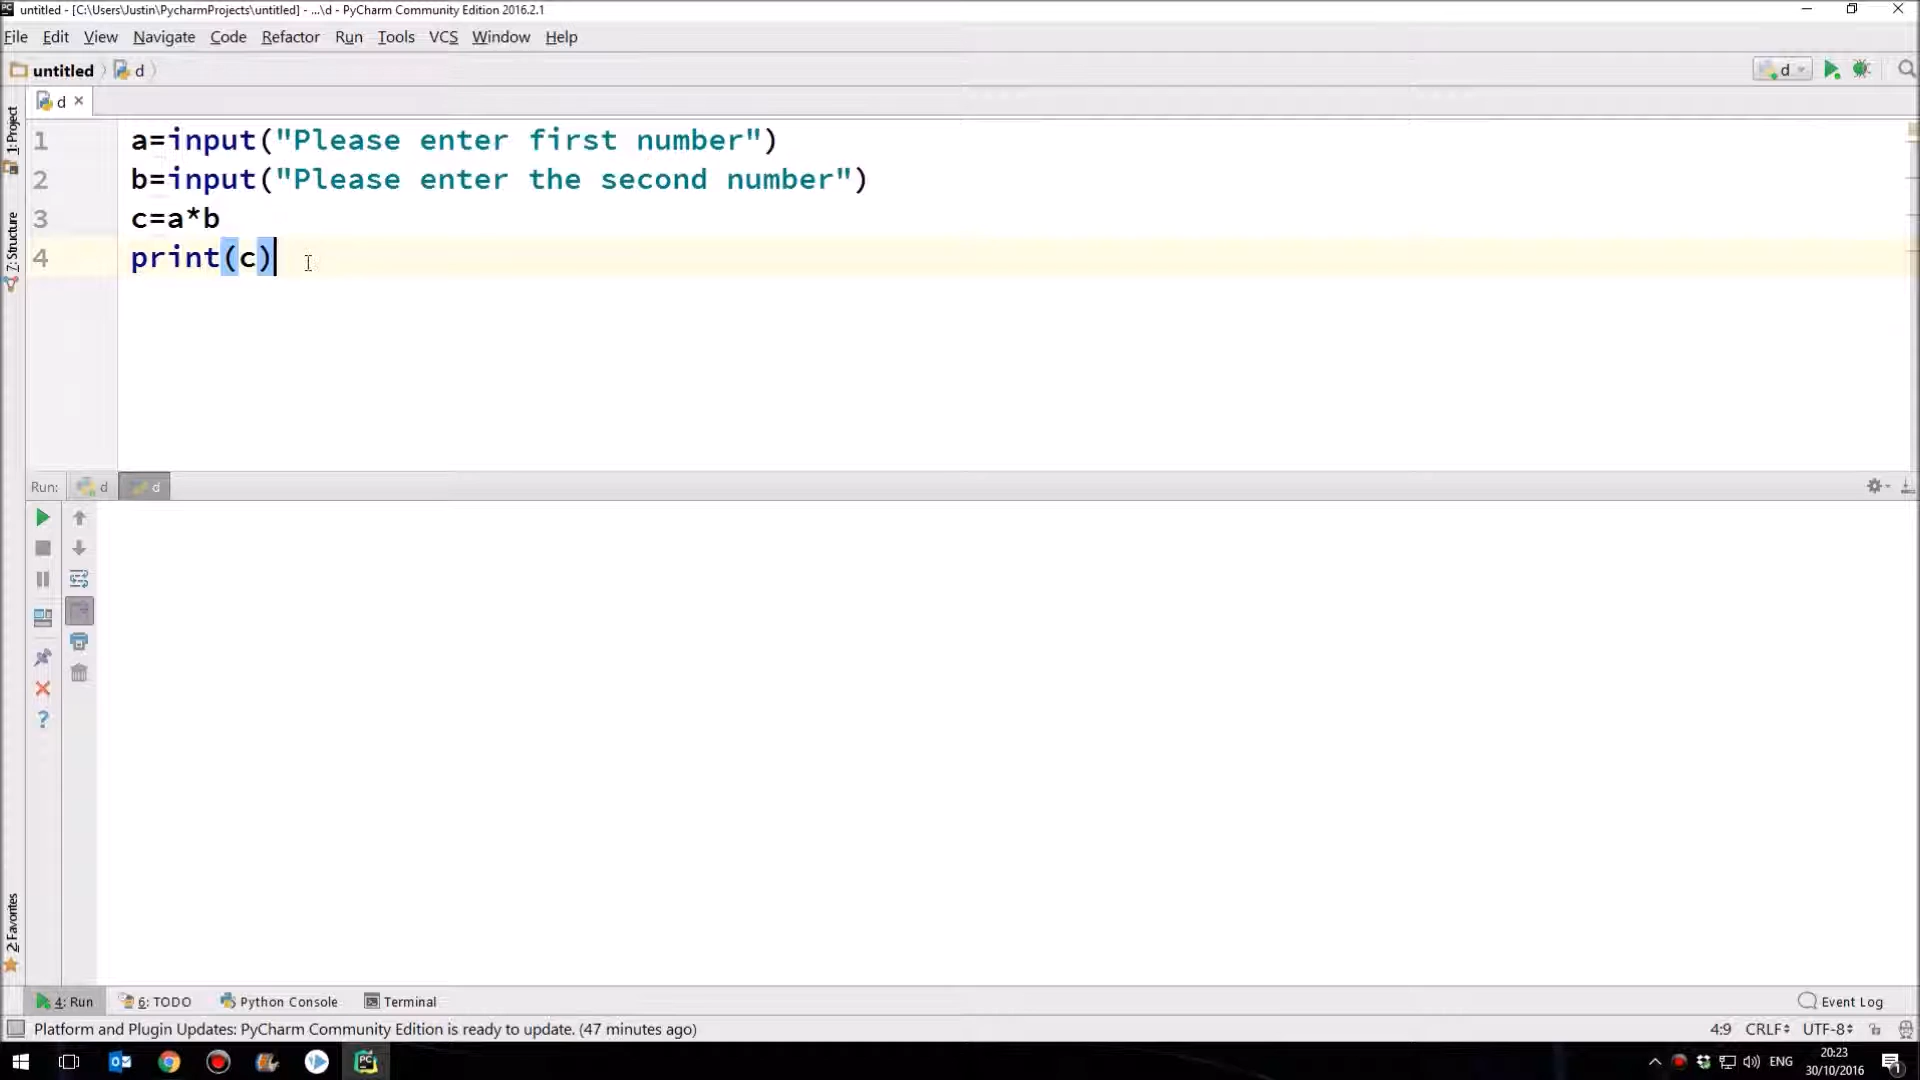 untitled - [C:\Users\Justin\PycharmProjects\untitled] - ...\d - PyCharm Community Edition 2016.2.1
File Edit View Navigate Code Refactor Run Tools VCS Window Help
untitled d
d
d
1: Project
7: Structure
2: Favorites
1 a=input("Please enter first number")
2 b=input("Please enter the second number")
3 c=a*b
4 print(c)
Run: d d
4: Run 6: TODO Python Console Terminal Event Log
Platform and Plugin Updates: PyCharm Community Edition is ready to update. (47 minutes ago) 4:9 CRLF UTF-8
ENG 20:23
30/10/2016
1